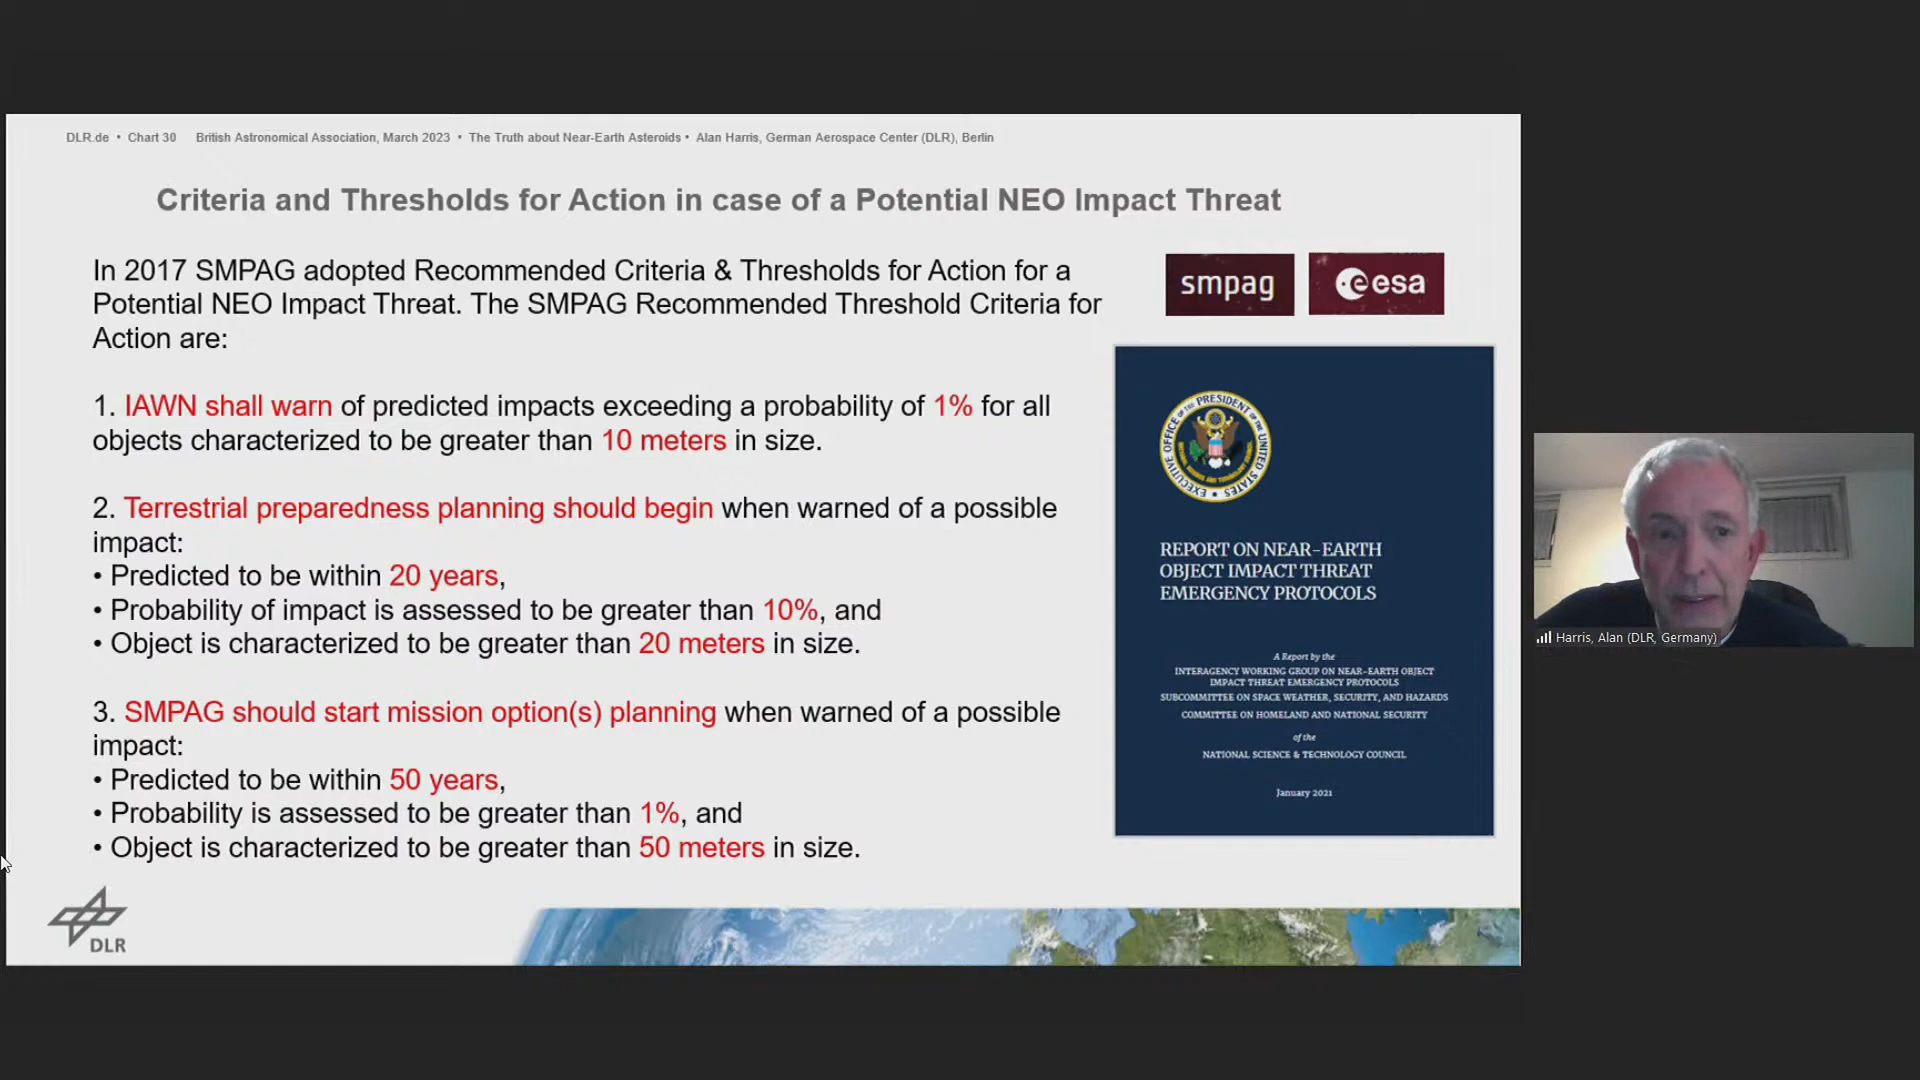 DLR.de • Chart 30 British Astronomical Association, March 2023 • The Truth about Near-Earth Asteroids • Alan Harris, German Aerospace Center (DLR), Berlin
Criteria and Thresholds for Action in case of a Potential NEO Impact Threat
In 2017 SMPAG adopted Recommended Criteria & Thresholds for Action for a
Potential NEO Impact Threat. The SMPAG Recommended Threshold Criteria for
Action are:
1. IAWN shall warn of predicted impacts exceeding a probability of 1% for all
objects characterized to be greater than 10 meters in size.
2. Terrestrial preparedness planning should begin when warned of a possible
impact:
• Predicted to be within 20 years,
• Probability of impact is assessed to be greater than 10%, and
• Object is characterized to be greater than 20 meters in size.
3. SMPAG should start mission option(s) planning when warned of a possible
impact:
• Predicted to be within 50 years,
• Probability is assessed to be greater than 1%, and
• Object is characterized to be greater than 50 meters in size.
DLR
smpag
esa
EXECUTIVE OFFICE OF THE PRESIDENT OF THE UNITED STATES
REPORT ON NEAR-EARTH
OBJECT IMPACT THREAT
EMERGENCY PROTOCOLS
A Report by the
INTERAGENCY WORKING GROUP ON NEAR-EARTH OBJECT
IMPACT THREAT EMERGENCY PROTOCOLS
SUBCOMMITTEE ON SPACE WEATHER, SECURITY, AND HAZARDS
COMMITTEE ON HOMELAND AND NATIONAL SECURITY
of the
NATIONAL SCIENCE & TECHNOLOGY COUNCIL
January 2021
Harris, Alan (DLR, Germany)